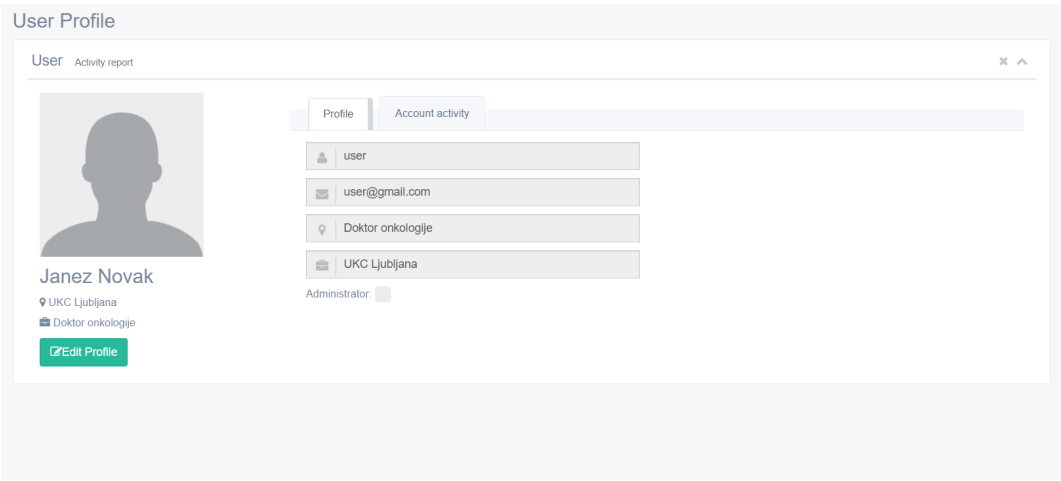 User Profile
User Activity report
Janez Novak
UKC Ljubljana
Doktor onkologije
Edit Profile
Profile Account activity
user
user@gmail.com
Doktor onkologije
UKC Ljubljana
Administrator: